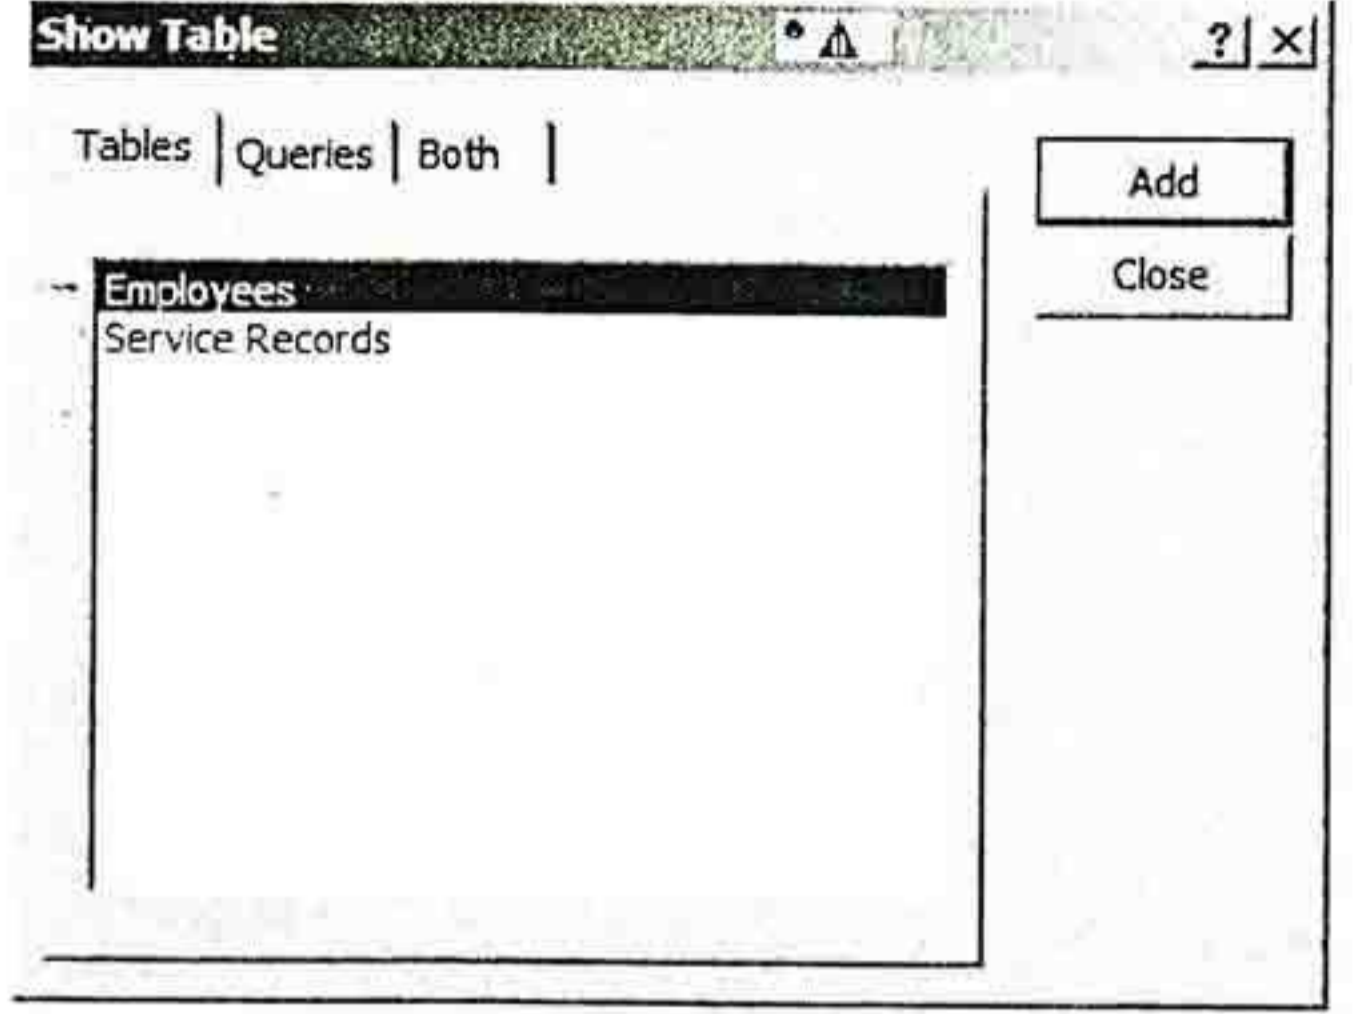 Show Table ? ×
Tables Queries Both
Add
Close
Employees
Service Records